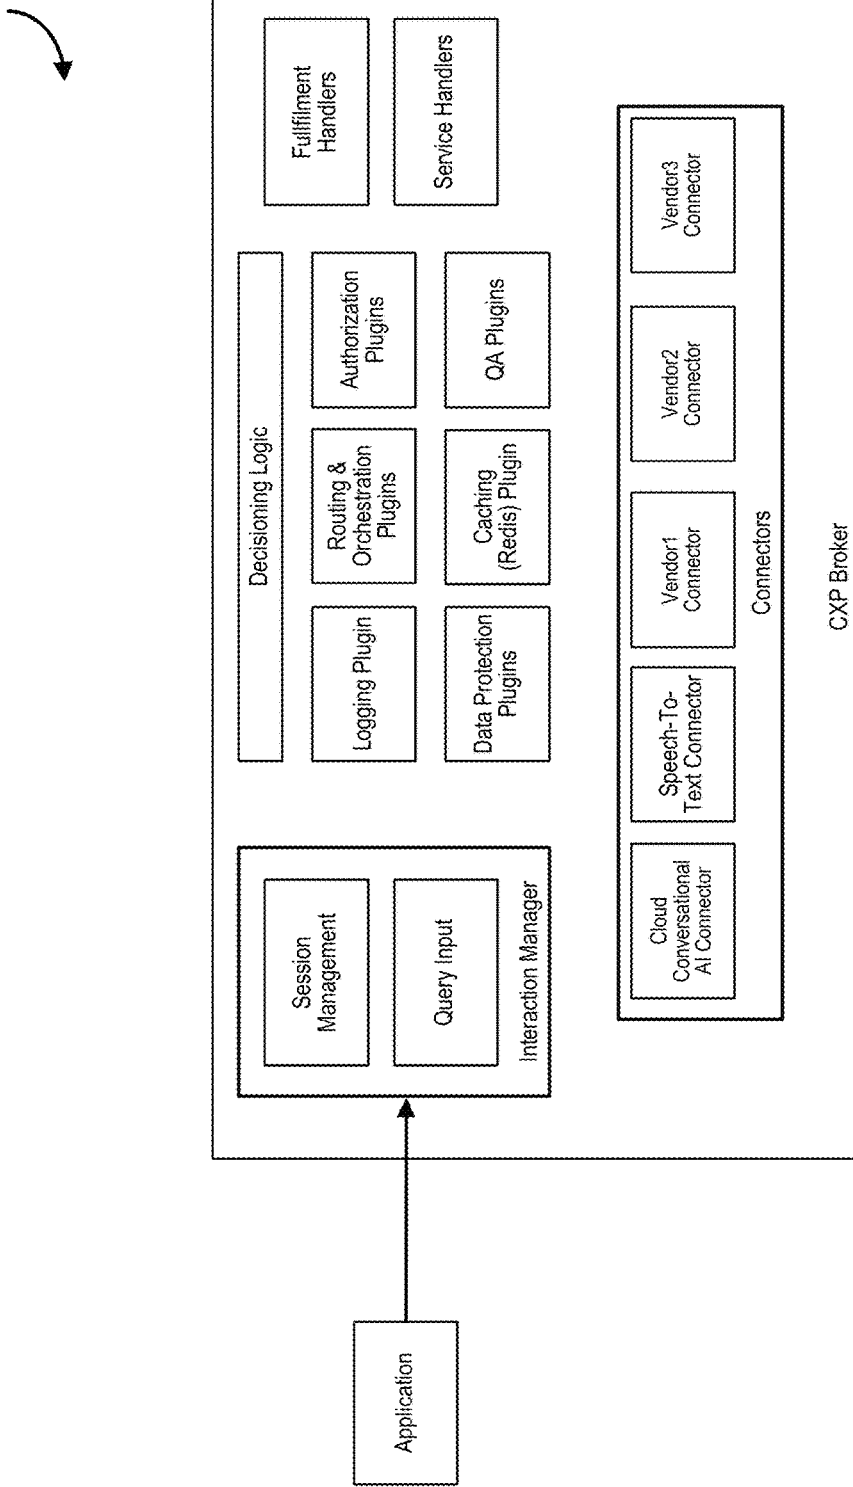 Application
Session
Management
Query Input
Interaction Manager
Decisioning Logic
Logging Plugin
Routing &
Orchestration
Plugins
Authorization
Plugins
Data Protection
Plugins
Caching
(Redis) Plugin
QA Plugins
Fullfilment
Handlers
Service Handlers
Cloud
Conversational
AI Connector
Speech-To-
Text Connector
Vendor1
Connector
Vendor2
Connector
Vendor3
Connector
Connectors
CXP Broker